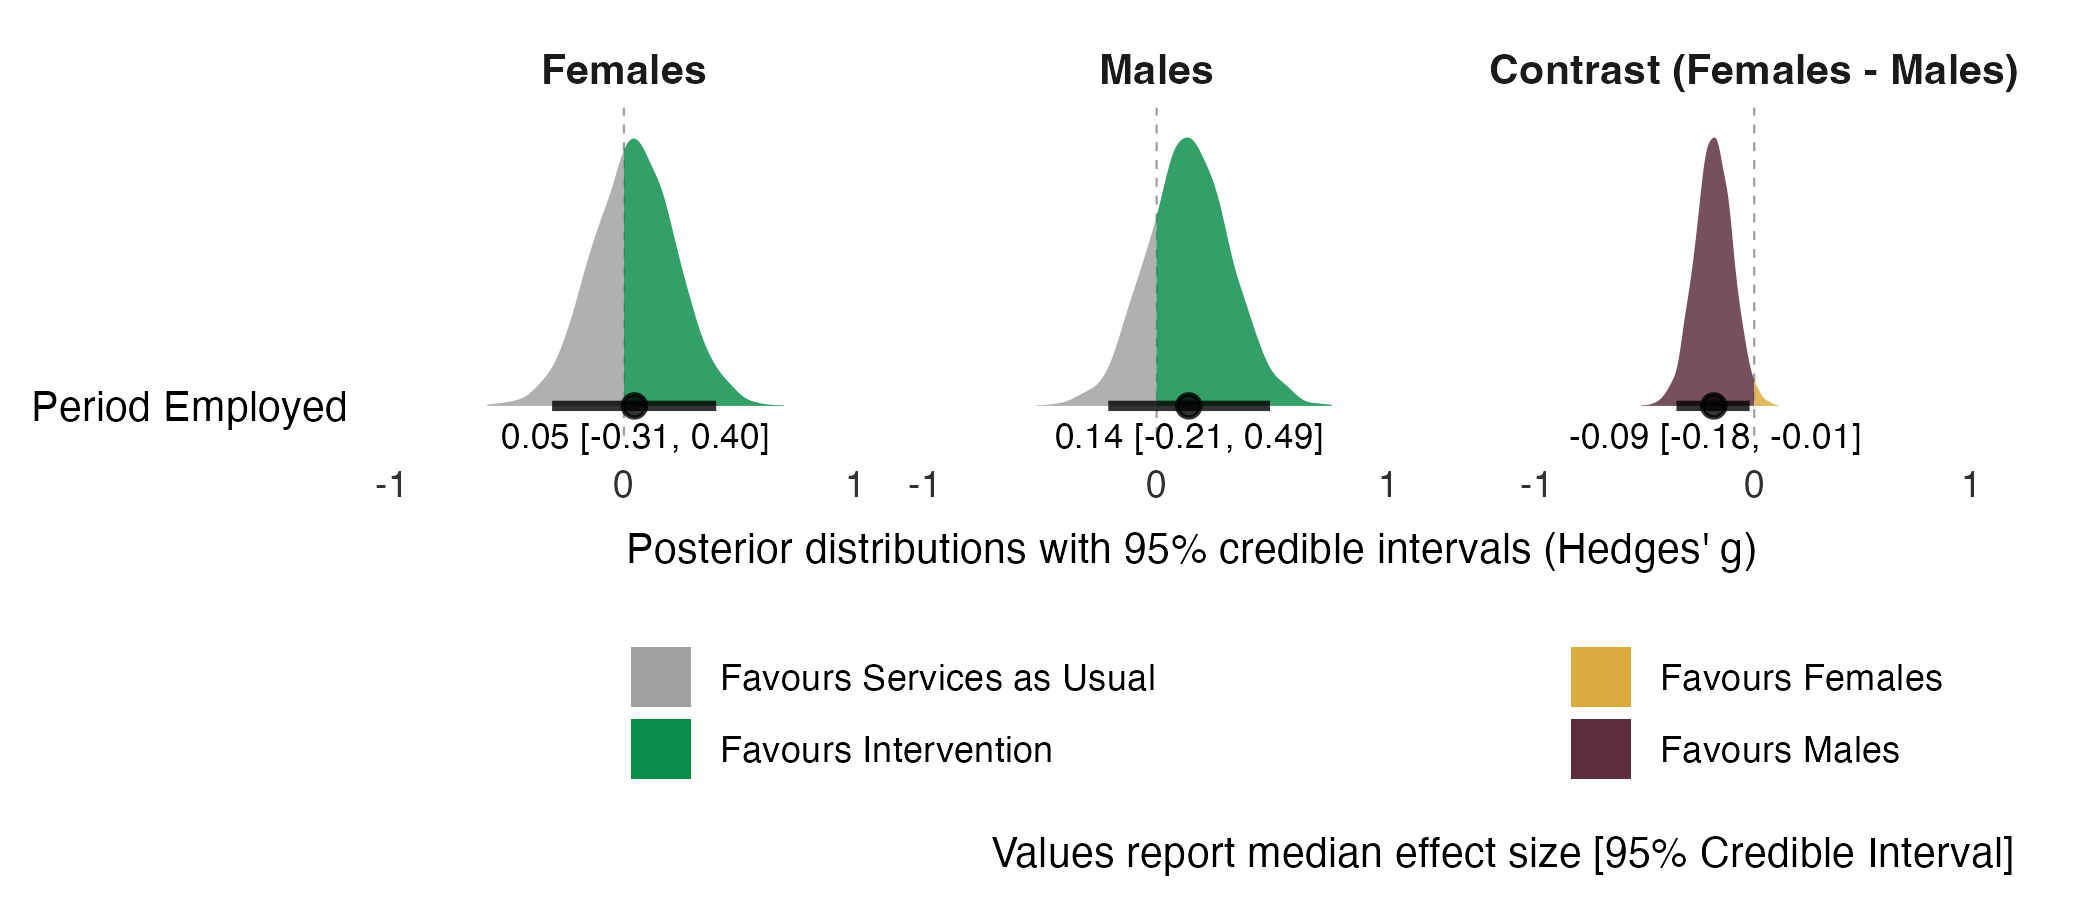 Females Males Contrast (Females - Males)
Period Employed
0.05 [-0.31, 0.40] 0.14 [-0.21, 0.49] -0.09 [-0.18, -0.01]
-1 0 1 -1 0 1 -1 0 1
Posterior distributions with 95% credible intervals (Hedges' g)
Favours Services as Usual
Favours Intervention
Favours Females
Favours Males
Values report median effect size [95% Credible Interval]